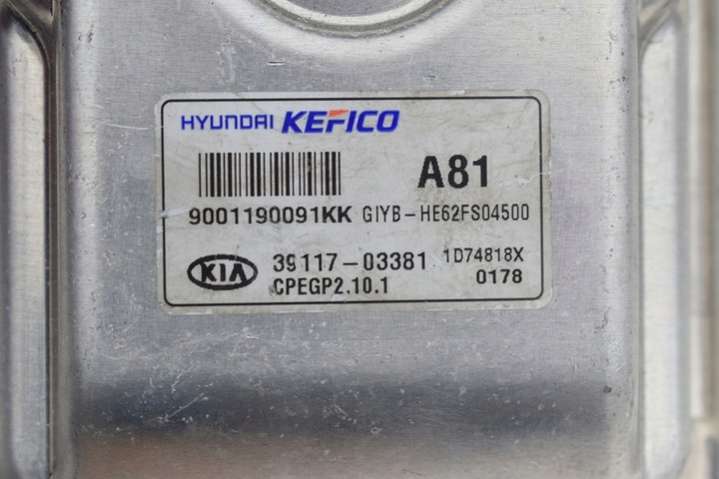 HYUNDAI KEFICO
A81
9001190091KK GIYB-HE62FS04500
KIA 39117-03381 1D74818X
CPEGP2.10.1 0178